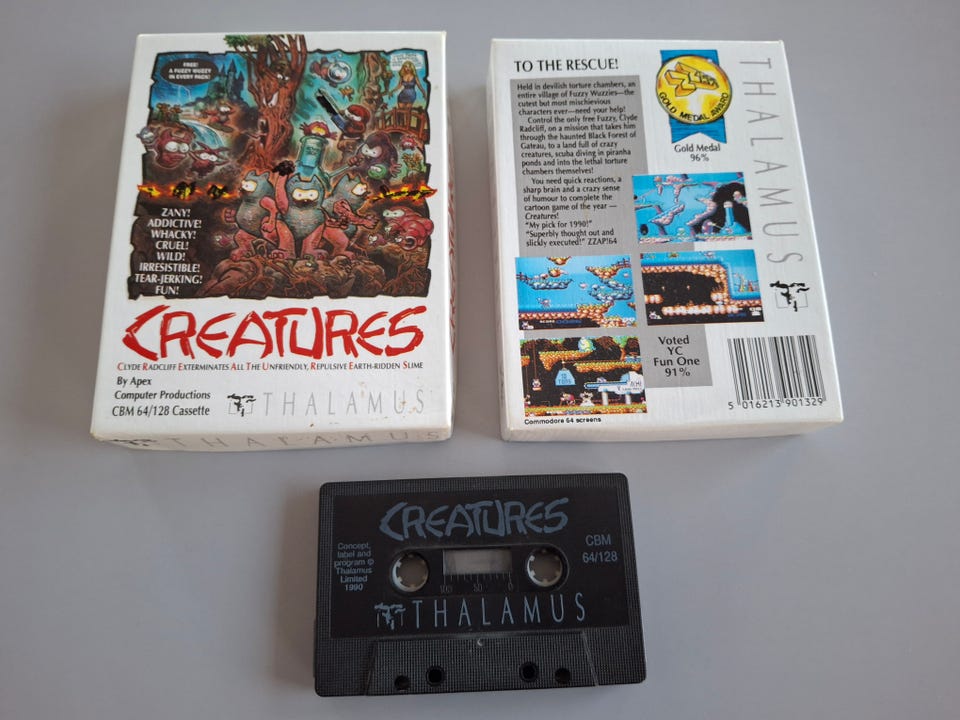 FREE!
A FUZZY WUZZY
IN EVERY PACK!
ZANY!
ADDICTIVE!
WHACKY!
CRUEL!
WILD!
IRRESISTIBLE!
TEAR-JERKING!
FUN!
CREATURES
CLYDE RADCLIFF EXTERMINATES ALL THE UNFRIENDLY, REPULSIVE EARTH-RIDDEN SLIME
By Apex
Computer Productions
CBM 64/128 Cassette
THALAMUS
THALAMUS
TO THE RESCUE!
Held in devilish torture chambers, an
entire village of Fuzzy Wuzzies—the
cutest but most mischievious
characters ever—need your help!
Control the only free Fuzzy, Clyde
Radcliff, on a mission that takes him
through the haunted Black Forest of
Gateau, to a land full of crazy
creatures, scuba diving in piranha
ponds and into the lethal torture
chambers themselves!
You need quick reactions, a
sharp brain and a crazy sense
of humour to complete the
cartoon game of the year —
Creatures!
"My pick for 1990!"
"Superbly thought out and
slickly executed!" ZZAP!64
GOLD MEDAL AWARD
Gold Medal
96%
THALAMUS
Voted
YC
Fun One
91%
5 016213 901329
Commodore 64 screens
CREATURES
Concept,
label and
program ©
Thalamus
Limited
1990
CBM
64/128
100 50 0
THALAMUS